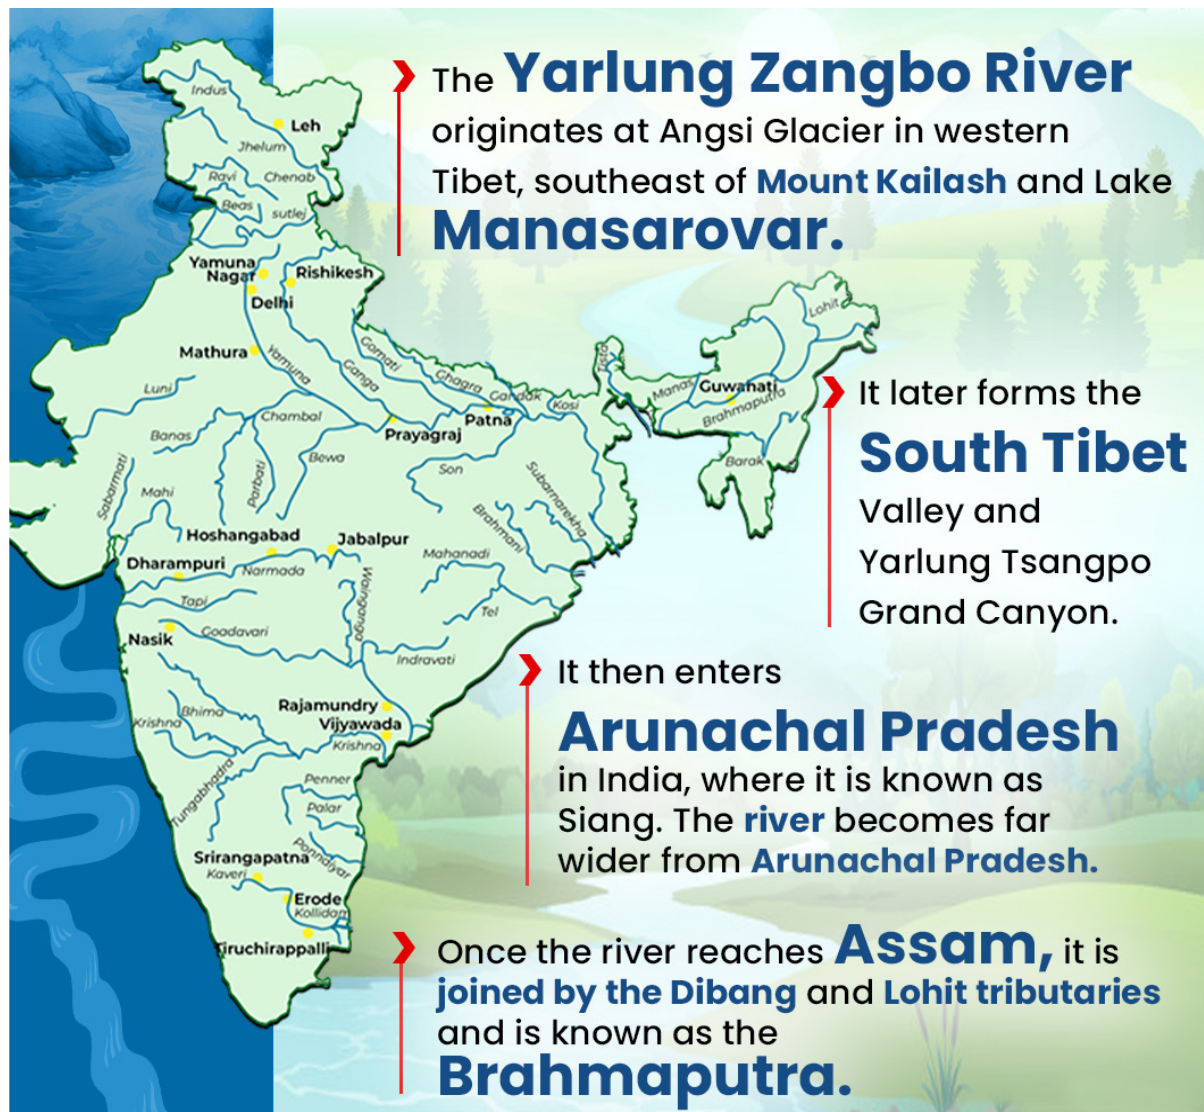 The Yarlung Zangbo River
originates at Angsi Glacier in western
Tibet, southeast of Mount Kailash and Lake
Manasarovar.
It later forms the
South Tibet
Valley and
Yarlung Tsangpo
Grand Canyon.
It then enters
Arunachal Pradesh
in India, where it is known as
Siang. The river becomes far
wider from Arunachal Pradesh.
Once the river reaches Assam, it is
joined by the Dibang and Lohit tributaries
and is known as the
Brahmaputra.
Indus
Leh
Jhelum
Ravi
Chenab
Beas
sutlej
Yamuna
Nagar
Rishikesh
Delhi
Mathura
Yamuna
Ganga
Gomati
Ghagra
Gandak
Kosi
Tista
Manas
Guwahati
Brahmaputra
Lohit
Barak
Luni
Chambal
Banas
Prayagraj
Patna
Parbati
Bewa
Son
Sabarmati
Mahi
Subarnarekha
Brahmani
Hoshangabad
Jabalpur
Dharampuri
Narmada
Mahanadi
Tapi
Wainganga
Tel
Nasik
Goadavari
Indravati
Rajamundry
Bhima
Krishna
Vijyawada
Krishna
Tungabhadra
Penner
Palar
Ponnaiyar
Srirangapatna
Kaveri
Erode
Kollidam
Tiruchirappalli